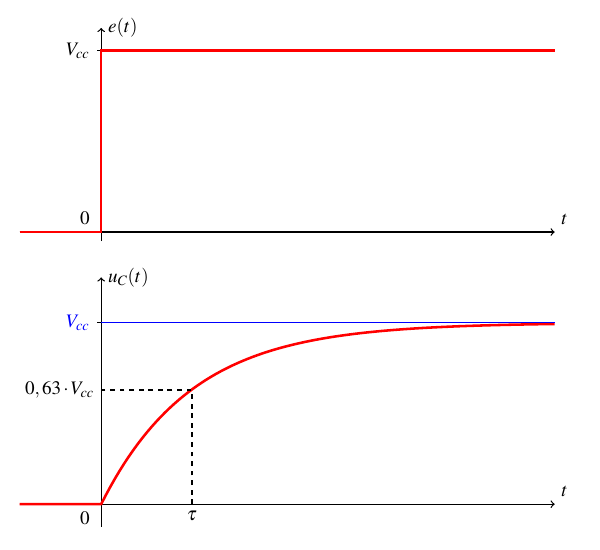 e(t)
V_cc
0
t
u_C(t)
V_cc
0,63·V_cc
t
0
τ